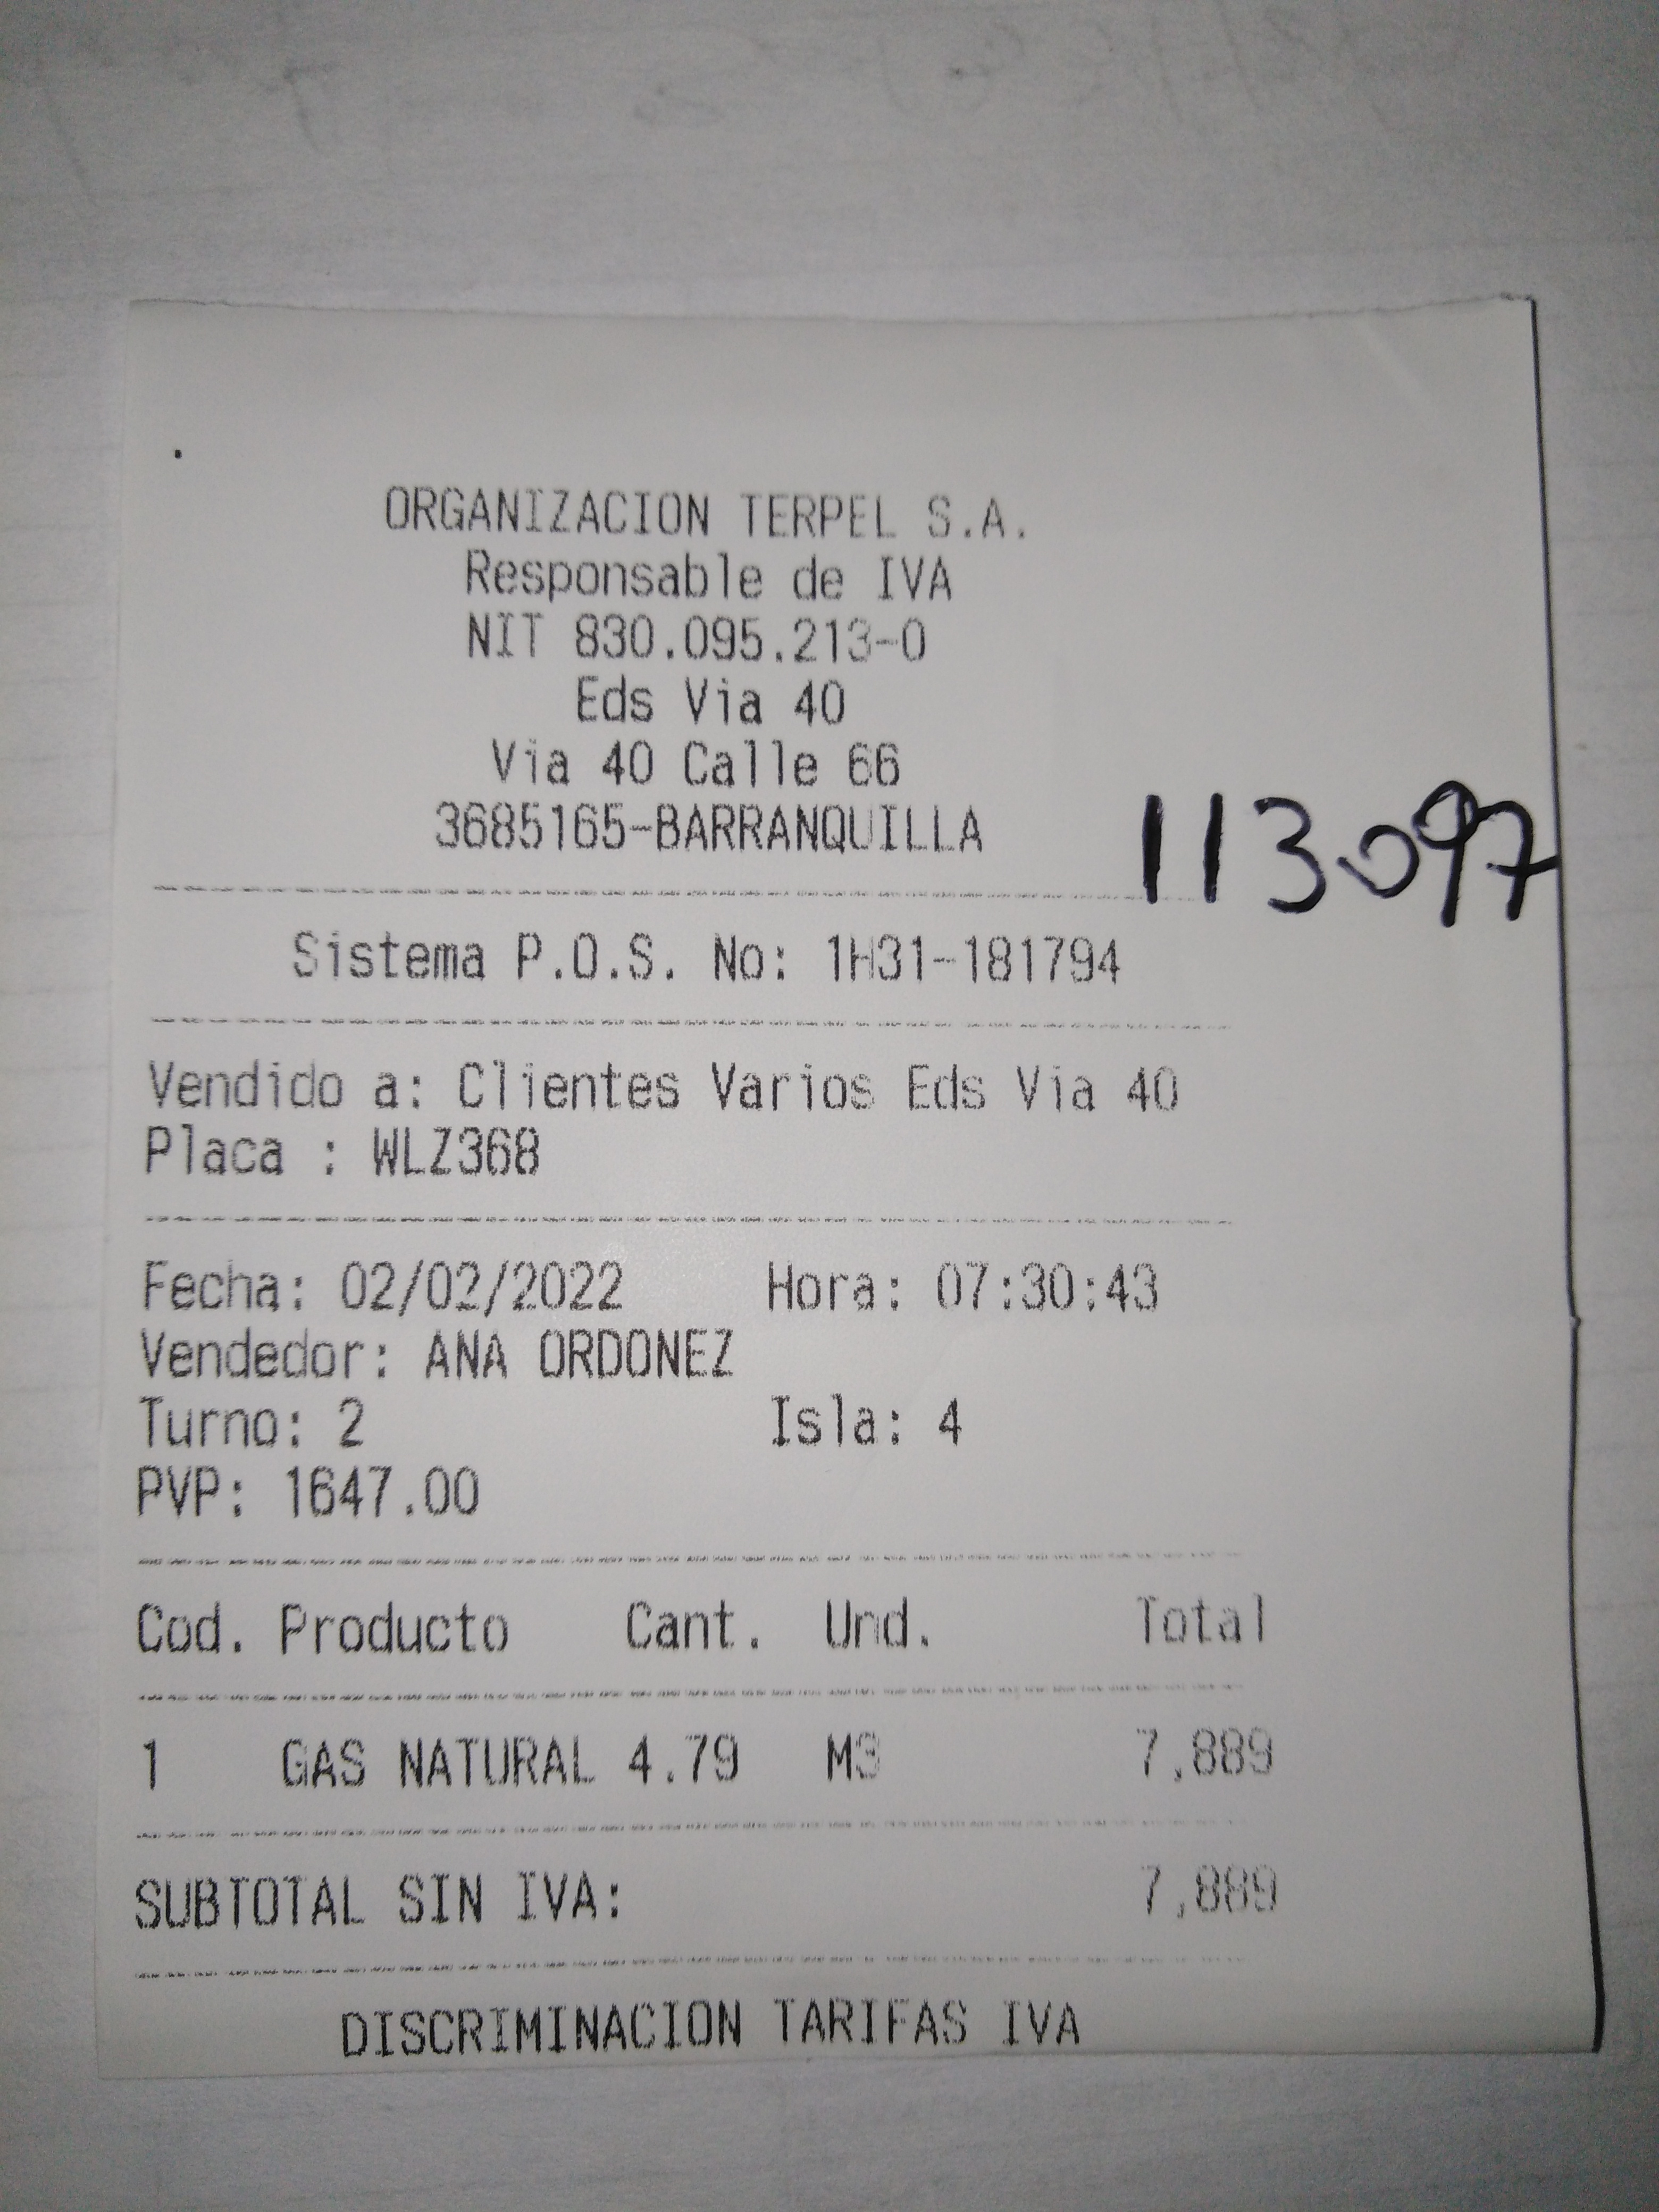 ORGANIZACION TERPEL S.A.
Responsable de IVA
NIT 830.095.213-0
Eds Via 40
Via 40 Calle 66
3685165-BARRANQUILLA
113097
Sistema P.O.S. No: 1H31-181794
Vendido a: Clientes Varios Eds Via 40
Placa : WLZ368
Fecha: 02/02/2022 Hora: 07:30:43
Vendedor: ANA ORDONEZ
Turno: 2 Isla: 4
PVP: 1647.00
Cod. Producto Cant. Und. Total
1 GAS NATURAL 4.79 M3 7,889
SUBTOTAL SIN IVA: 7,889
DISCRIMINACION TARIFAS IVA